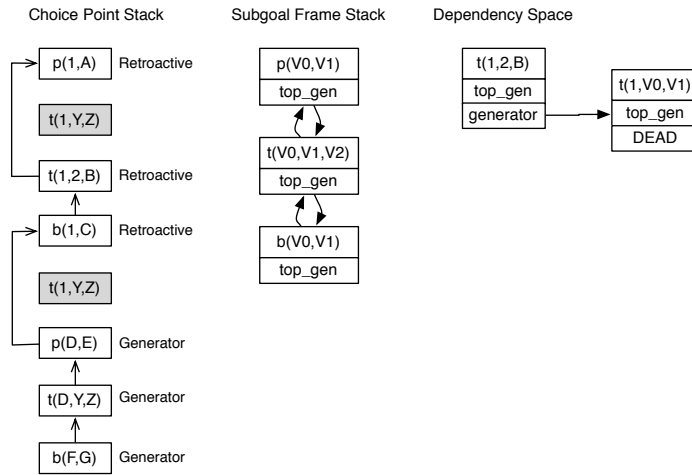 Choice Point Stack
p(1,A) Retroactive
t(1,Y,Z)
t(1,2,B) Retroactive
b(1,C) Retroactive
t(1,Y,Z)
p(D,E) Generator
t(D,Y,Z) Generator
b(F,G) Generator
Subgoal Frame Stack
p(V0,V1)
top_gen
t(V0,V1,V2)
top_gen
b(V0,V1)
top_gen
Dependency Space
t(1,2,B)
top_gen
generator
t(1,V0,V1)
top_gen
DEAD